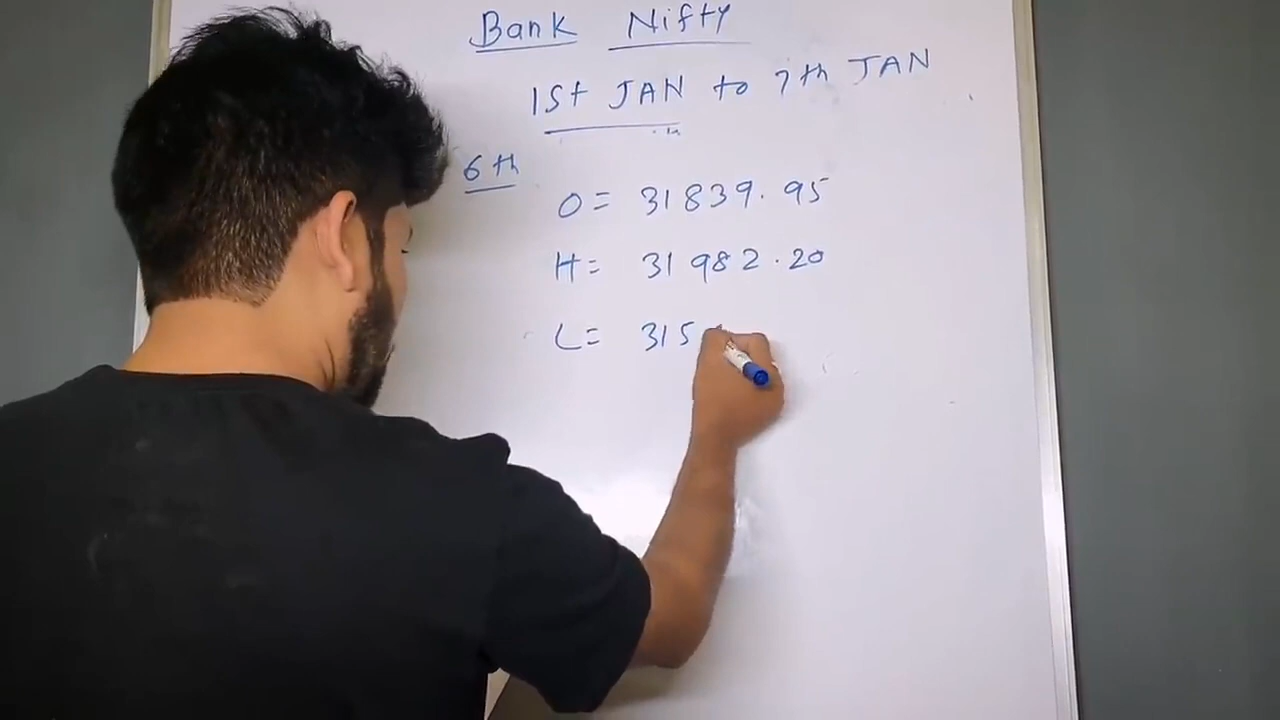 Bank Nifty
1st JAN to 7th JAN
6th
O = 31839.95
H = 31982.20
L = 315